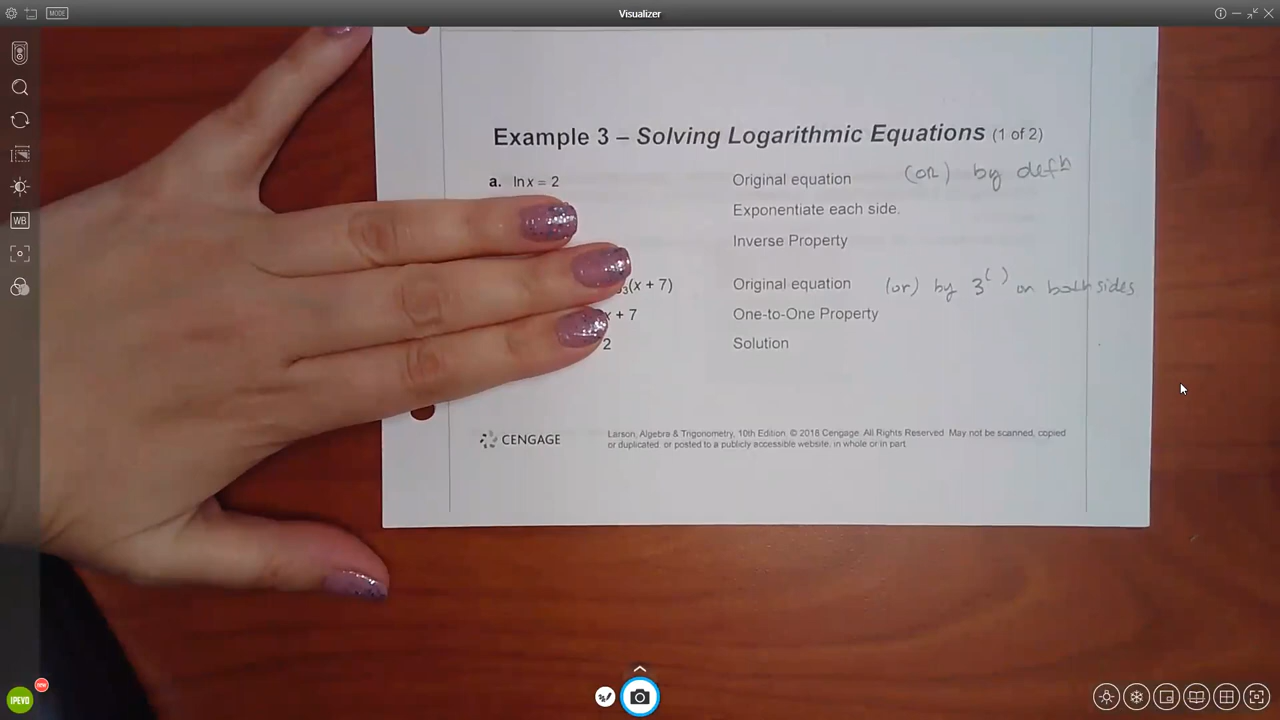 MODE
Visualizer
WB
Example 3 – Solving Logarithmic Equations (1 of 2)
a. ln x = 2
Original equation
(or) by defn
Exponentiate each side.
Inverse Property
3(x + 7)
Original equation
(or) by 3^( ) on both sides
x + 7
One-to-One Property
2
Solution
CENGAGE
Larson, Algebra & Trigonometry, 10th Edition. © 2018 Cengage. All Rights Reserved. May not be scanned, copied
or duplicated, or posted to a publicly accessible website, in whole or in part.
IPEVO
new